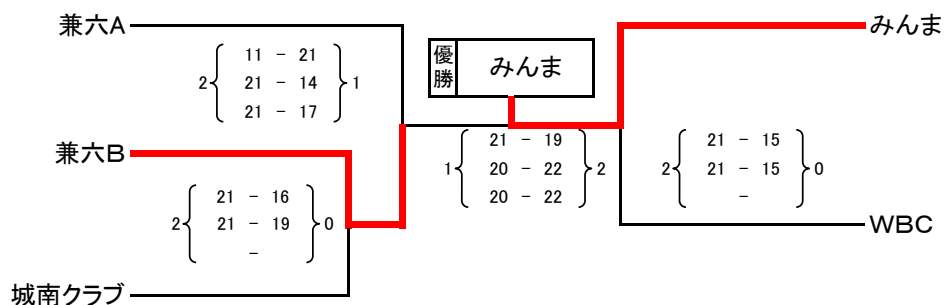 兼六A
11 - 21
2 21 - 14 1
21 - 17
兼六B
21 - 16
2 21 - 19 0
-
城南クラブ
優勝 みんま
21 - 19
1 20 - 22 2
20 - 22
みんま
21 - 15
2 21 - 15 0
-
WBC